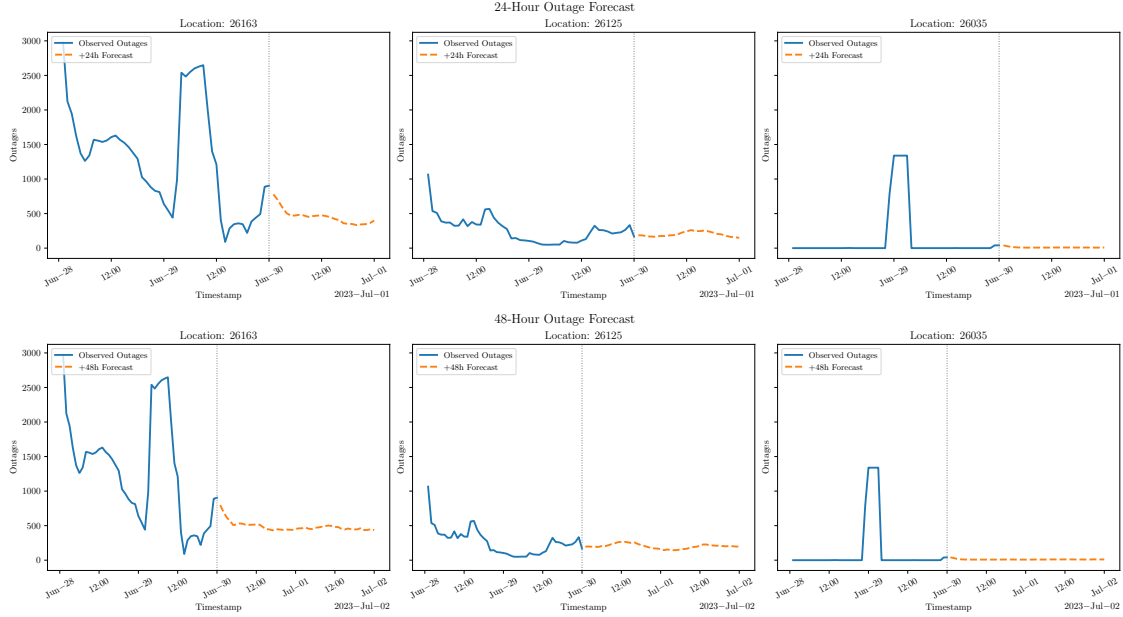 24-Hour Outage Forecast
Location: 26163
Location: 26125
Location: 26035
Observed Outages
+24h Forecast
Observed Outages
+24h Forecast
Observed Outages
+24h Forecast
Outages
Outages
Outages
3000
2500
2000
1500
1000
500
0
Jun−28
12:00
Jun−29
12:00
Jun−30
12:00
Jul−01
Jun−28
12:00
Jun−29
12:00
Jun−30
12:00
Jul−01
Jun−28
12:00
Jun−29
12:00
Jun−30
12:00
Jul−01
Timestamp
2023−Jul−01
Timestamp
2023−Jul−01
Timestamp
2023−Jul−01
48-Hour Outage Forecast
Location: 26163
Location: 26125
Location: 26035
Observed Outages
+48h Forecast
Observed Outages
+48h Forecast
Observed Outages
+48h Forecast
Outages
Outages
Outages
3000
2500
2000
1500
1000
500
0
Jun−28
12:00
Jun−29
12:00
Jun−30
12:00
Jul−01
12:00
Jul−02
Jun−28
12:00
Jun−29
12:00
Jun−30
12:00
Jul−01
12:00
Jul−02
Jun−28
12:00
Jun−29
12:00
Jun−30
12:00
Jul−01
12:00
Jul−02
Timestamp
2023−Jul−02
Timestamp
2023−Jul−02
Timestamp
2023−Jul−02